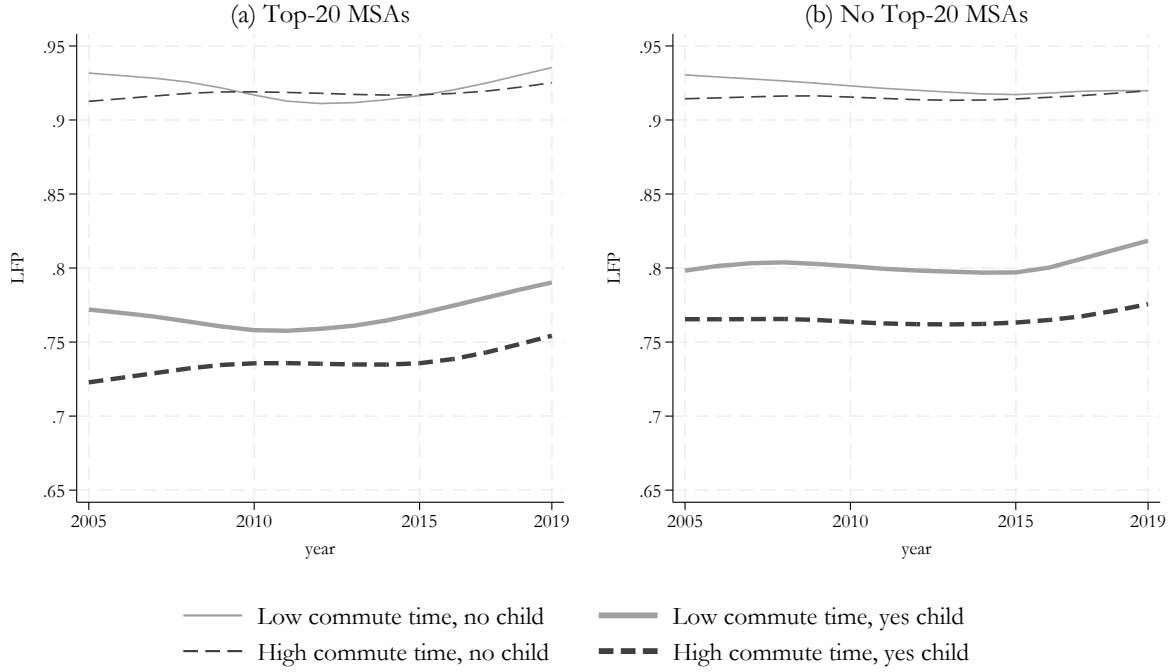 (a) Top-20 MSAs
.95
.9
.85
.8
.75
.7
.65
LFP
2005
2010
2015
2019
year
(b) No Top-20 MSAs
.95
.9
.85
.8
.75
.7
.65
LFP
2005
2010
2015
2019
year
Low commute time, no child
Low commute time, yes child
High commute time, no child
High commute time, yes child